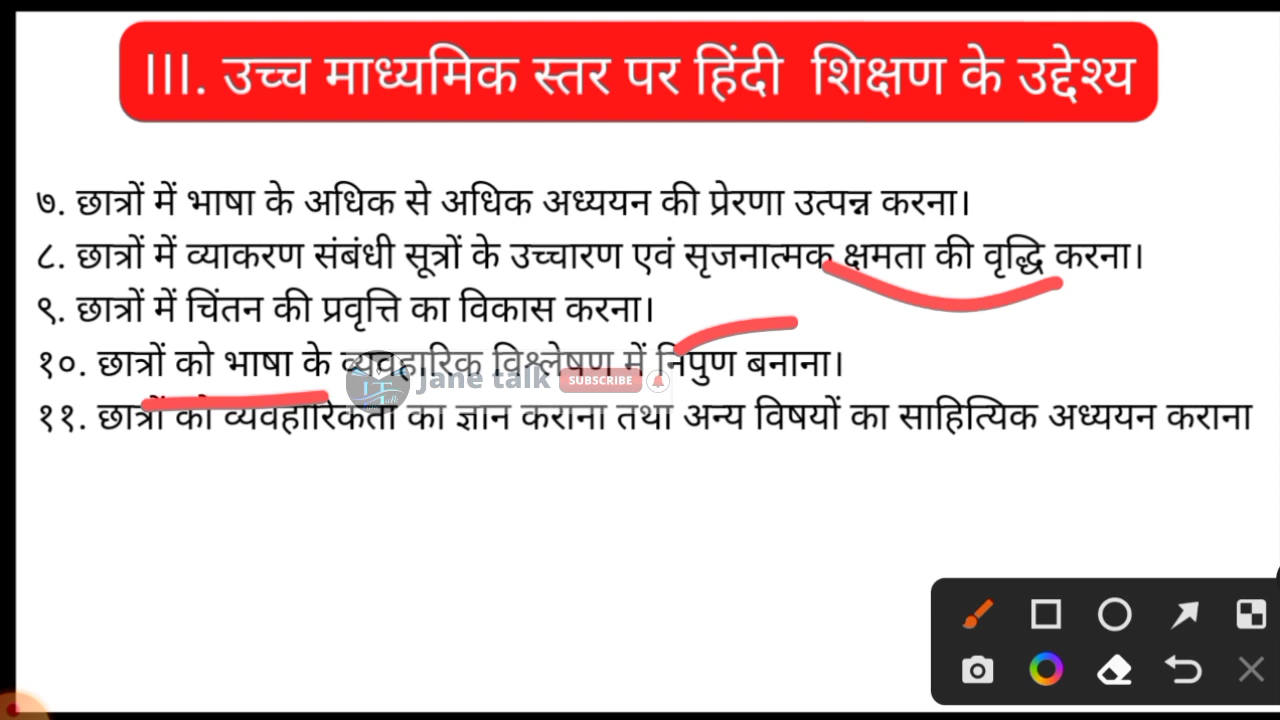 III. उच्च माध्यमिक स्तर पर हिंदी शिक्षण के उद्देश्य
७. छात्रों में भाषा के अधिक से अधिक अध्ययन की प्रेरणा उत्पन्न करना।
८. छात्रों में व्याकरण संबंधी सूत्रों के उच्चारण एवं सृजनात्मक क्षमता की वृद्धि करना।
९. छात्रों में चिंतन की प्रवृत्ति का विकास करना।
१०. छात्रों को भाषा के व्यवहारिक विश्लेषण में निपुण बनाना।
Jane talk SUBSCRIBE
११. छात्रों को व्यवहारिकता का ज्ञान कराना तथा अन्य विषयों का साहित्यिक अध्ययन कराना